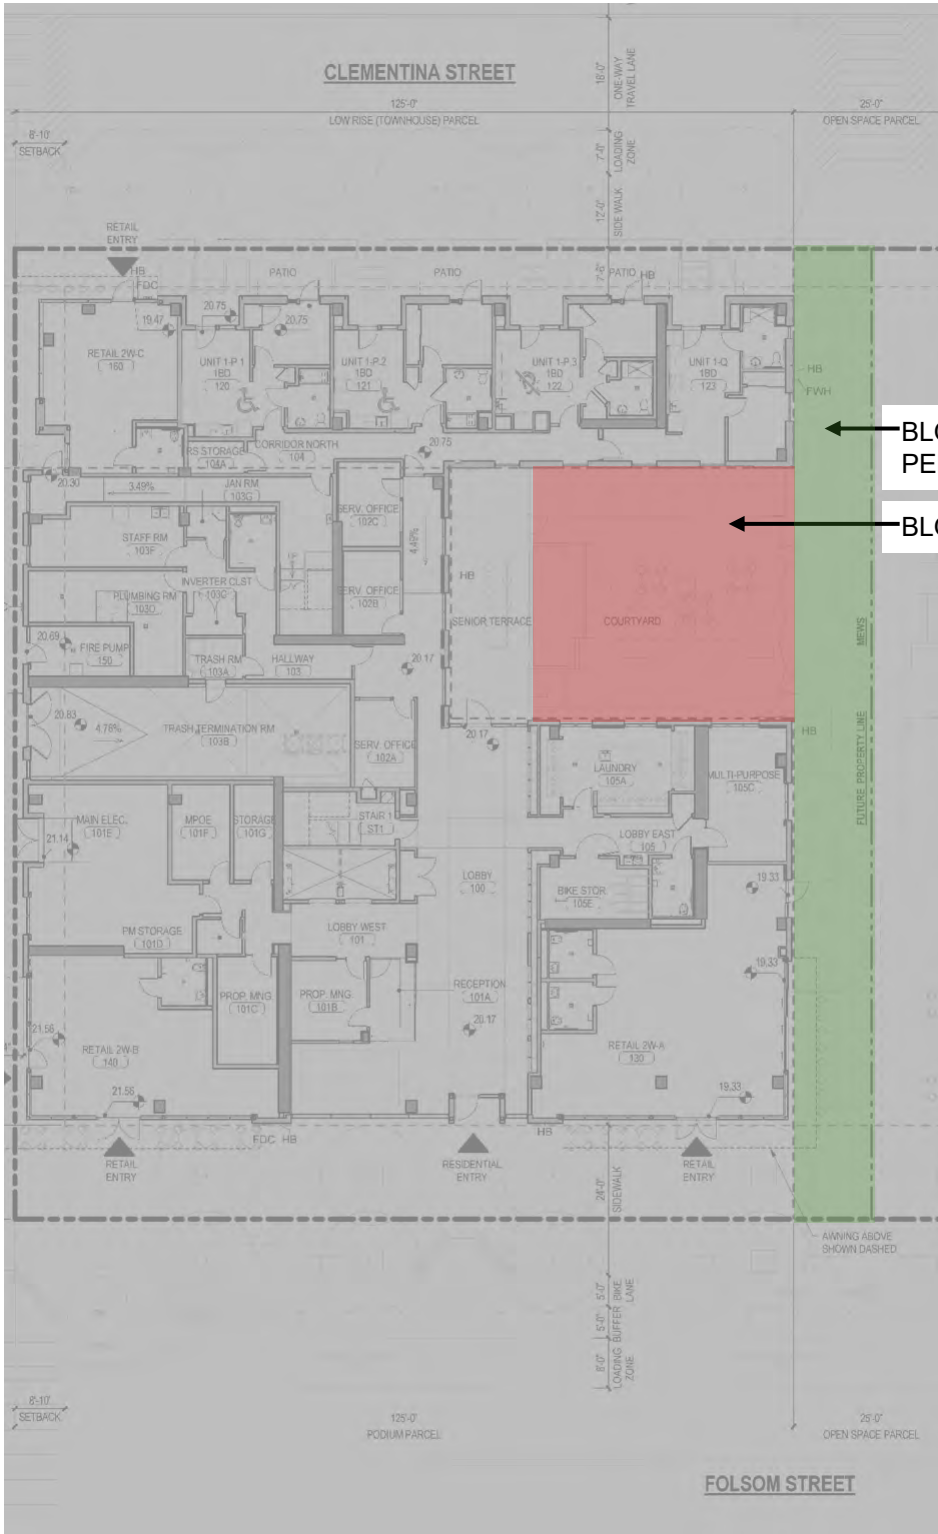 CLEMENTINA STREET
18'-0"
ONE-WAY
TRAVEL LANE
125'-0"
LOW RISE (TOWNHOUSE) PARCEL
25'-0"
OPEN SPACE PARCEL
8'-10"
SETBACK
7'-0"
LOADING
ZONE
12'-0"
SIDE WALK
7'-6"
RETAIL
ENTRY
HB
FDC
PATIO
PATIO
PATIO
HB
19.47
20.75
20.75
RETAIL 2W-C
160
UNIT 1-P.1
1BD
120
UNIT 1-P.2
1BD
121
UNIT 1-P.3
1BD
122
UNIT 1-Q
1BD
123
HB
FWH
BLO
PE
BLO
RS STORAGE
104A
CORRIDOR NORTH
104
20.75
20.30
3.49%
JAN RM
103G
SERV. OFFICE
102C
4.49%
STAFF RM
103F
INVERTER CLST
103C
PLUMBING RM
103D
SERV. OFFICE
102B
HB
SENIOR TERRACE
COURTYARD
MEWS
FUTURE PROPERTY LINE
20.69
FIRE PUMP
150
TRASH RM
103A
HALLWAY
103
20.17
20.83
4.76%
TRASH TERMINATION RM
103B
SERV. OFFICE
102A
20.17
HB
LAUNDRY
105A
MULTI-PURPOSE
105C
MAIN ELEC.
101E
MPOE
101F
STORAGE
101G
STAIR 1
ST1
21.14
LOBBY EAST
105
LOBBY
100
BIKE STOR.
105E
19.33
PM STORAGE
101D
LOBBY WEST
101
19.33
PROP. MNG.
101C
PROP. MNG.
101B
RECEPTION
101A
20.17
21.56
RETAIL 2W-B
140
RETAIL 2W-A
130
21.56
19.33
FDC HB
HB
RETAIL
ENTRY
RESIDENTIAL
ENTRY
RETAIL
ENTRY
24'-0"
SIDEWALK
AWNING ABOVE
SHOWN DASHED
5'-0"
BIKE
LANE
5'-0"
BUFFER
8'-0"
LOADING
ZONE
8'-10"
SETBACK
125'-0"
PODIUM PARCEL
25'-0"
OPEN SPACE PARCEL
FOLSOM STREET